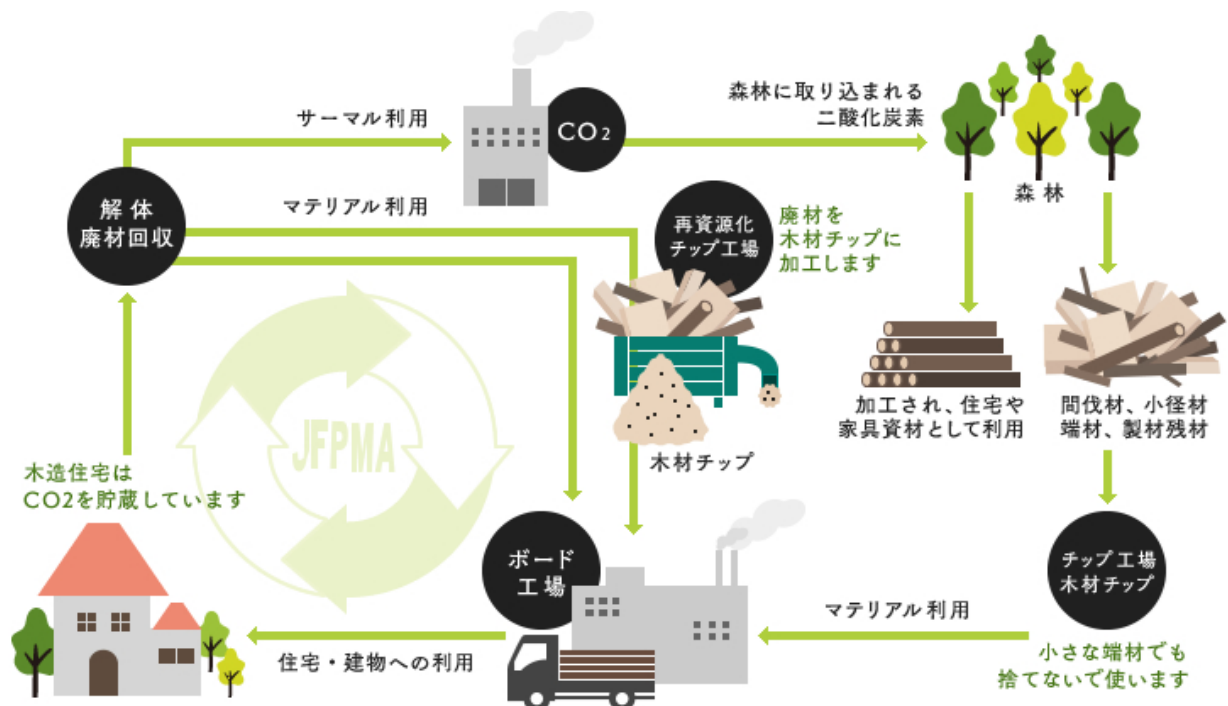 サーマル利用
CO2
森林に取り込まれる
二酸化炭素
森林
解体
廃材回収
マテリアル利用
再資源化
チップ工場
廃材を
木材チップに
加工します
JFPMA
木材チップ
加工され、住宅や
家具資材として利用
間伐材、小径材
端材、製材残材
木造住宅は
CO2を貯蔵しています
ボード
工場
チップ工場
木材チップ
マテリアル利用
住宅・建物への利用
小さな端材でも
捨てないで使います